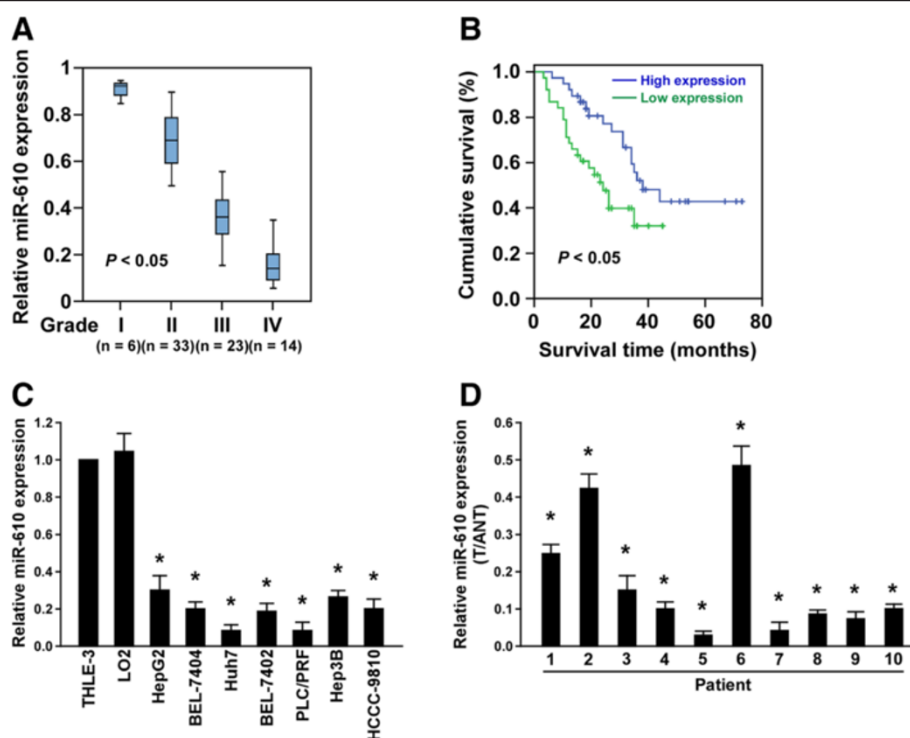 A
Relative miR-610 expression
1
0.8
0.6
0.4
0.2
0
P < 0.05
Grade I II III IV
(n = 6)(n = 33)(n = 23)(n = 14)
B
Cumulative survival (%)
1.0
0.8
0.6
0.4
0.2
0.0
High expression
Low expression
P < 0.05
0 20 40 60 80
Survival time (months)
C
Relative miR-610 expression
1.2
1.0
0.8
0.6
0.4
0.2
0.0
* * * * * * *
THLE-3
LO2
HepG2
BEL-7404
Huh7
BEL-7402
PLC/PRF
Hep3B
HCCC-9810
D
Relative miR-610 expression
(T/ANT)
0.6
0.5
0.4
0.3
0.2
0.1
0.0
* * * * * * * * * *
1 2 3 4 5 6 7 8 9 10
Patient